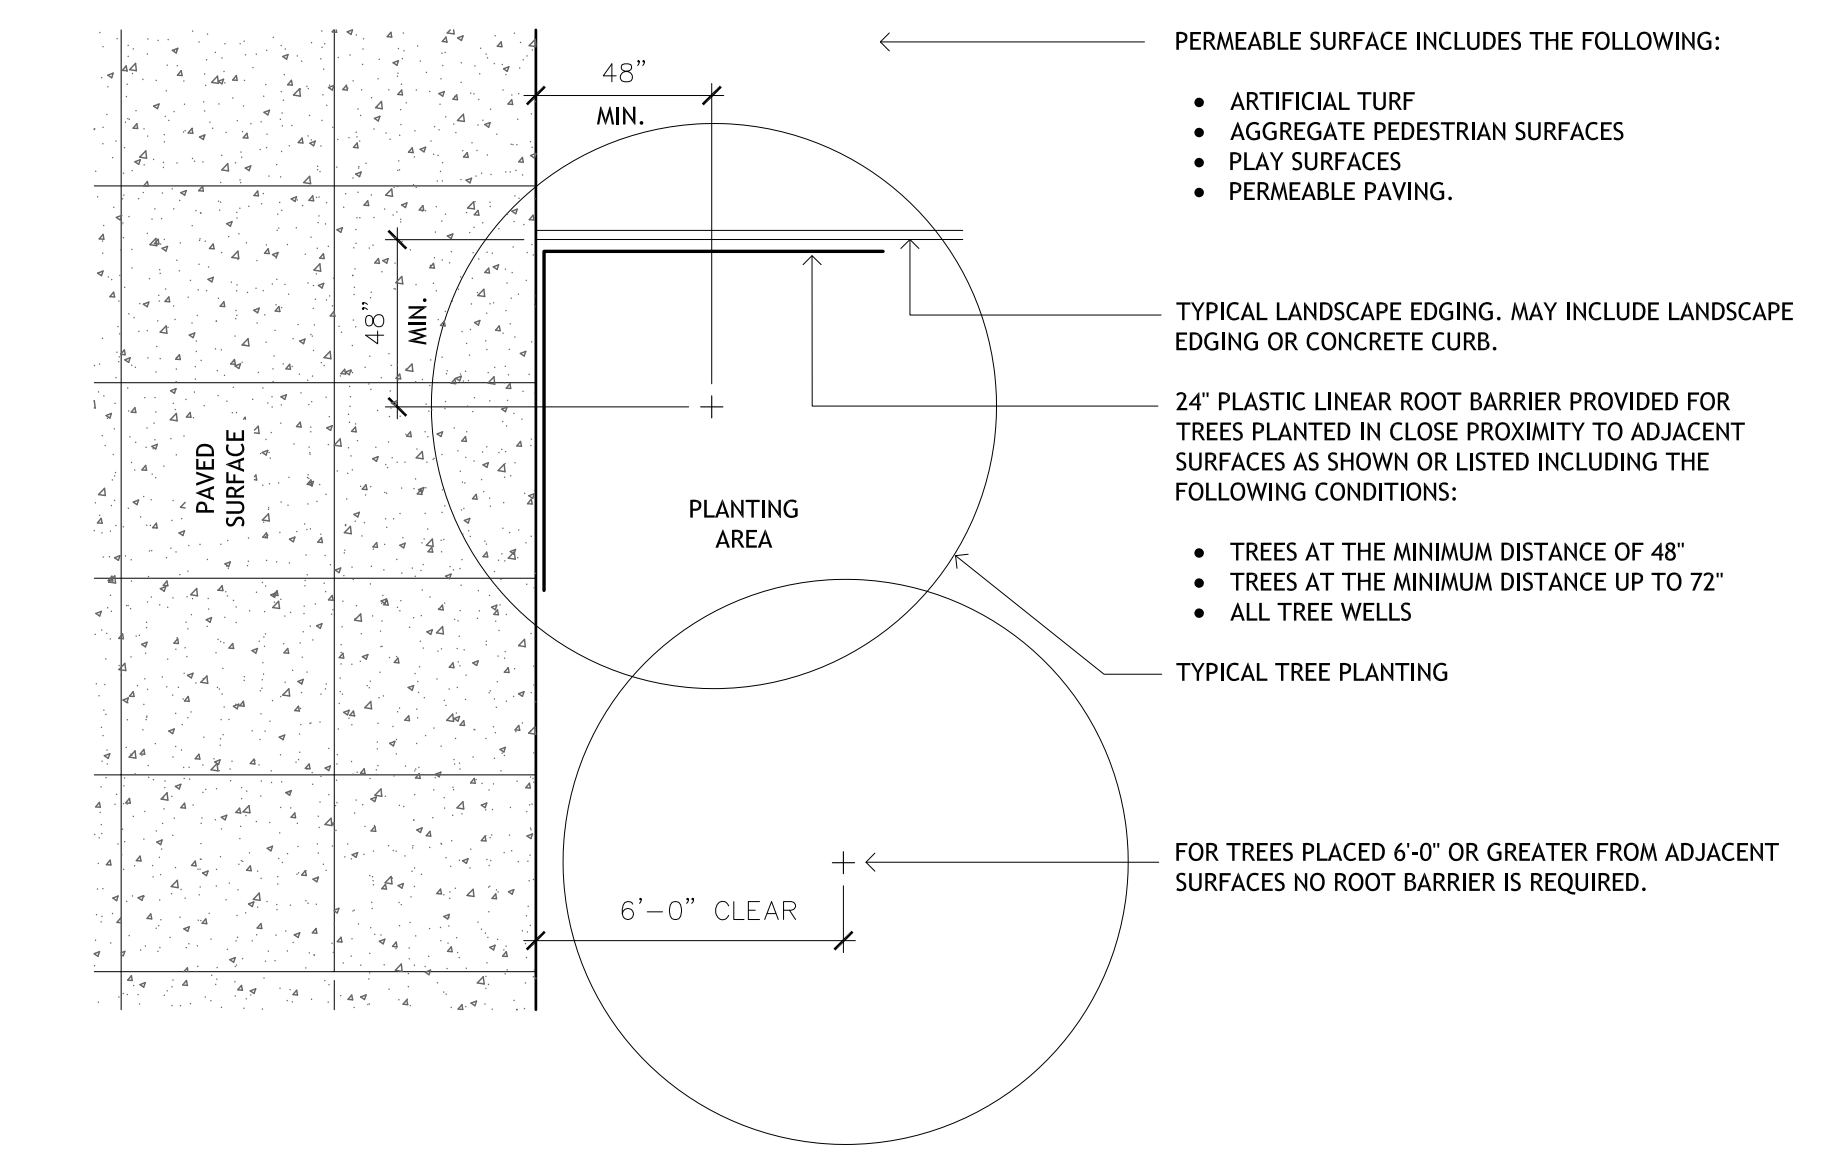 48”
MIN.
48”
MIN.
PAVED
SURFACE
PLANTING
AREA
6’-0” CLEAR
PERMEABLE SURFACE INCLUDES THE FOLLOWING:
• ARTIFICIAL TURF
• AGGREGATE PEDESTRIAN SURFACES
• PLAY SURFACES
• PERMEABLE PAVING.
TYPICAL LANDSCAPE EDGING. MAY INCLUDE LANDSCAPE
EDGING OR CONCRETE CURB.
24" PLASTIC LINEAR ROOT BARRIER PROVIDED FOR
TREES PLANTED IN CLOSE PROXIMITY TO ADJACENT
SURFACES AS SHOWN OR LISTED INCLUDING THE
FOLLOWING CONDITIONS:
• TREES AT THE MINIMUM DISTANCE OF 48"
• TREES AT THE MINIMUM DISTANCE UP TO 72"
• ALL TREE WELLS
TYPICAL TREE PLANTING
FOR TREES PLACED 6'-0" OR GREATER FROM ADJACENT
SURFACES NO ROOT BARRIER IS REQUIRED.